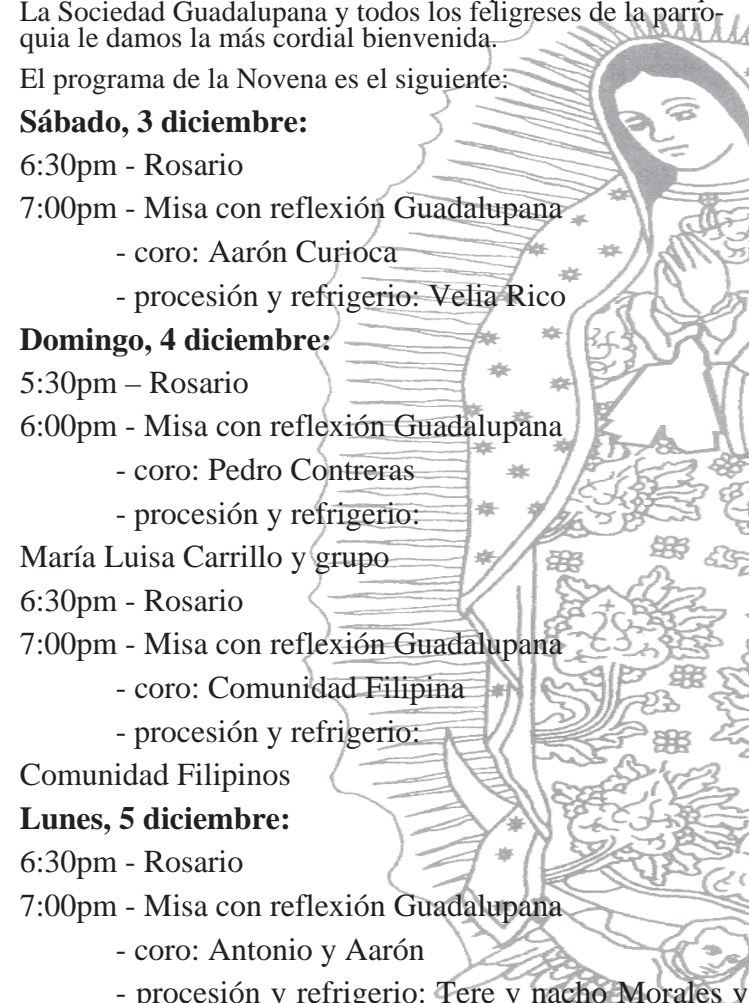 La Sociedad Guadalupana y todos los feligreses de la parro-
quia le damos la más cordial bienvenida.
El programa de la Novena es el siguiente:
Sábado, 3 diciembre:
6:30pm - Rosario
7:00pm - Misa con reflexión Guadalupana
- coro: Aarón Curioca
- procesión y refrigerio: Velia Rico
Domingo, 4 diciembre:
5:30pm – Rosario
6:00pm - Misa con reflexión Guadalupana
- coro: Pedro Contreras
- procesión y refrigerio:
María Luisa Carrillo y grupo
6:30pm - Rosario
7:00pm - Misa con reflexión Guadalupana
- coro: Comunidad Filipina
- procesión y refrigerio:
Comunidad Filipinos
Lunes, 5 diciembre:
6:30pm - Rosario
7:00pm - Misa con reflexión Guadalupana
- coro: Antonio y Aarón
- procesión y refrigerio: Tere y nacho Morales y